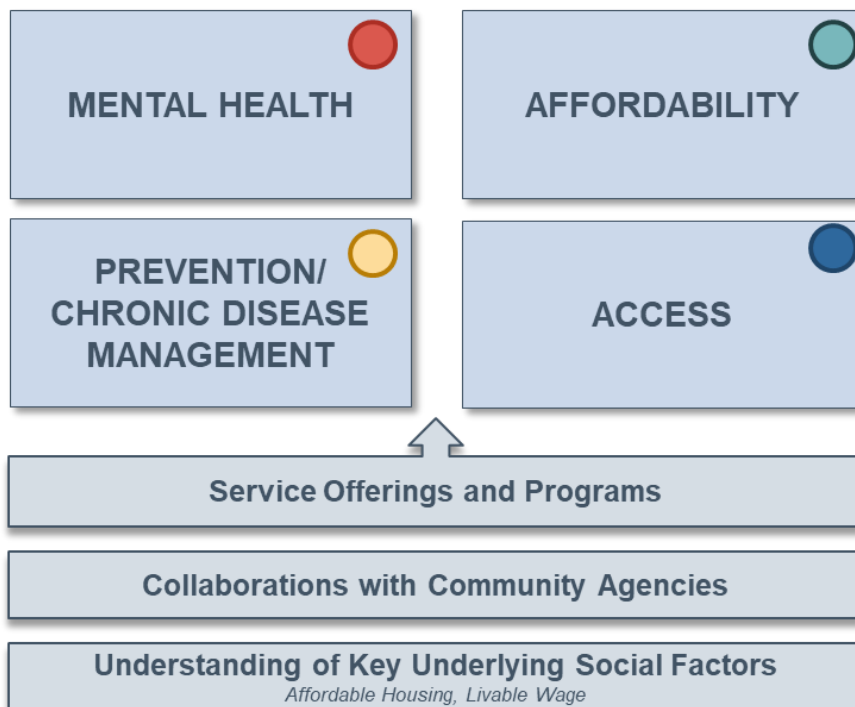 MENTAL HEALTH
AFFORDABILITY
PREVENTION/
CHRONIC DISEASE
MANAGEMENT
ACCESS
Service Offerings and Programs
Collaborations with Community Agencies
Understanding of Key Underlying Social Factors
Affordable Housing, Livable Wage